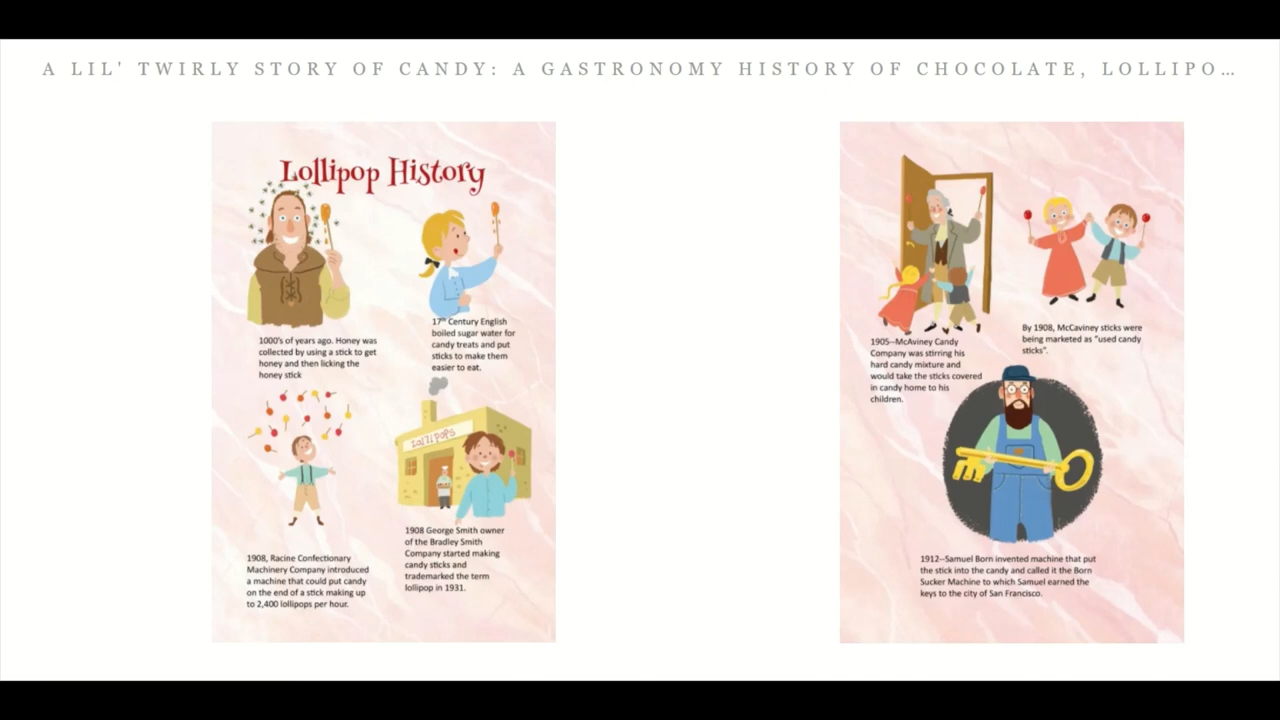 A LIL' TWIRLY STORY OF CANDY: A GASTRONOMY HISTORY OF CHOCOLATE, LOLLIPO…
Lollipop History
1000's of years ago. Honey was
collected by using a stick to get
honey and then licking the
honey stick
17th Century English
boiled sugar water for
candy treats and put
sticks to make them
easier to eat.
LOLLIPOPS
1908, Racine Confectionary
Machinery Company introduced
a machine that could put candy
on the end of a stick making up
to 2,400 lollipops per hour.
1908 George Smith owner
of the Bradley Smith
Company started making
candy sticks and
trademarked the term
lollipop in 1931.
1905--McAviney Candy
Company was stirring his
hard candy mixture and
would take the sticks covered
in candy home to his
children.
By 1908, McCaviney sticks were
being marketed as "used candy
sticks".
1912--Samuel Born invented machine that put
the stick into the candy and called it the Born
Sucker Machine to which Samuel earned the
keys to the city of San Francisco.